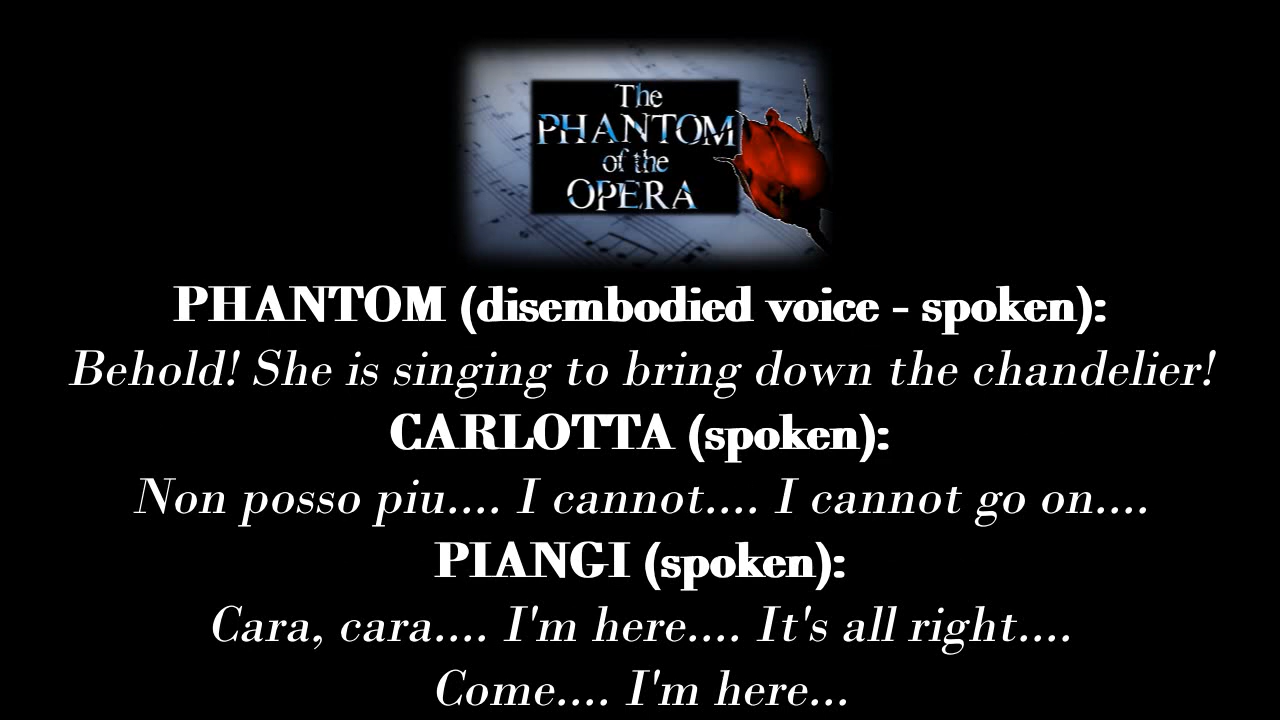 The
PHANTOM
of the
OPERA
PHANTOM (disembodied voice - spoken):
Behold! She is singing to bring down the chandelier!
CARLOTTA (spoken):
Non posso piu.... I cannot.... I cannot go on....
PIANGI (spoken):
Cara, cara.... I'm here.... It's all right....
Come.... I'm here...